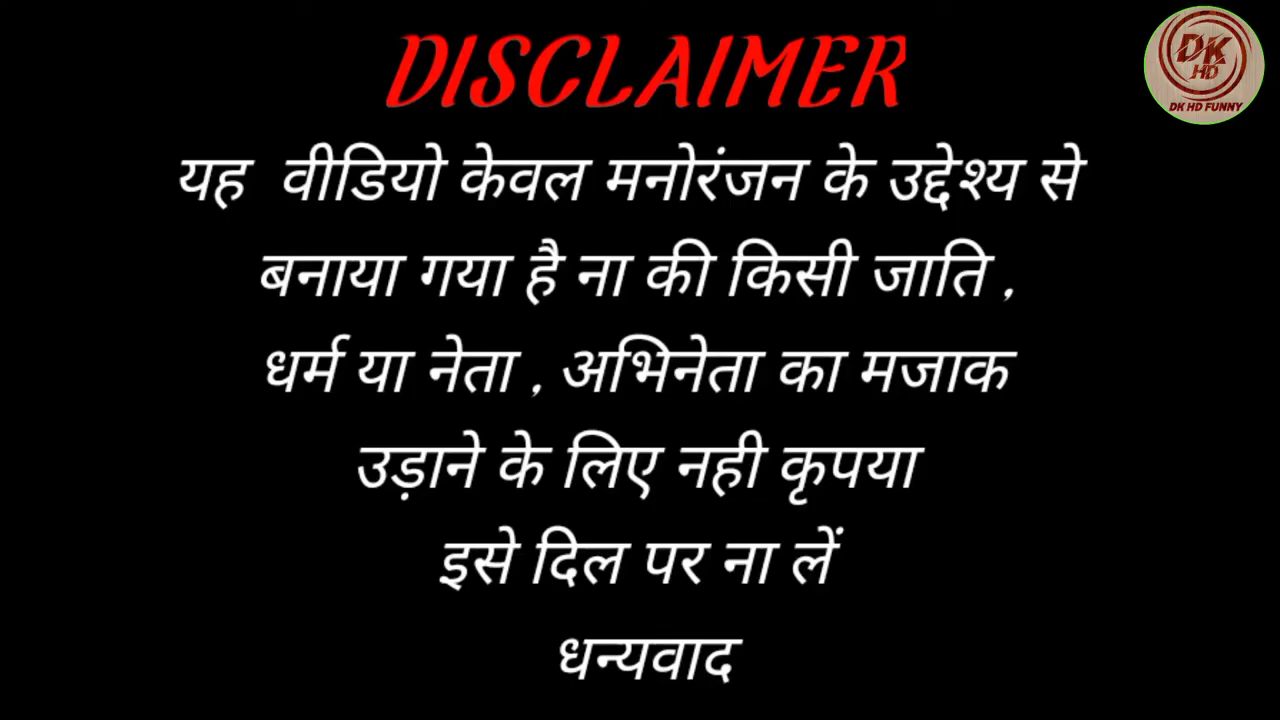 DISCLAIMER
DK
HD
DK HD FUNNY
यह वीडियो केवल मनोरंजन के उद्देश्य से
बनाया गया है ना की किसी जाति ,
धर्म या नेता , अभिनेता का मजाक
उड़ाने के लिए नही कृपया
इसे दिल पर ना लें
धन्यवाद